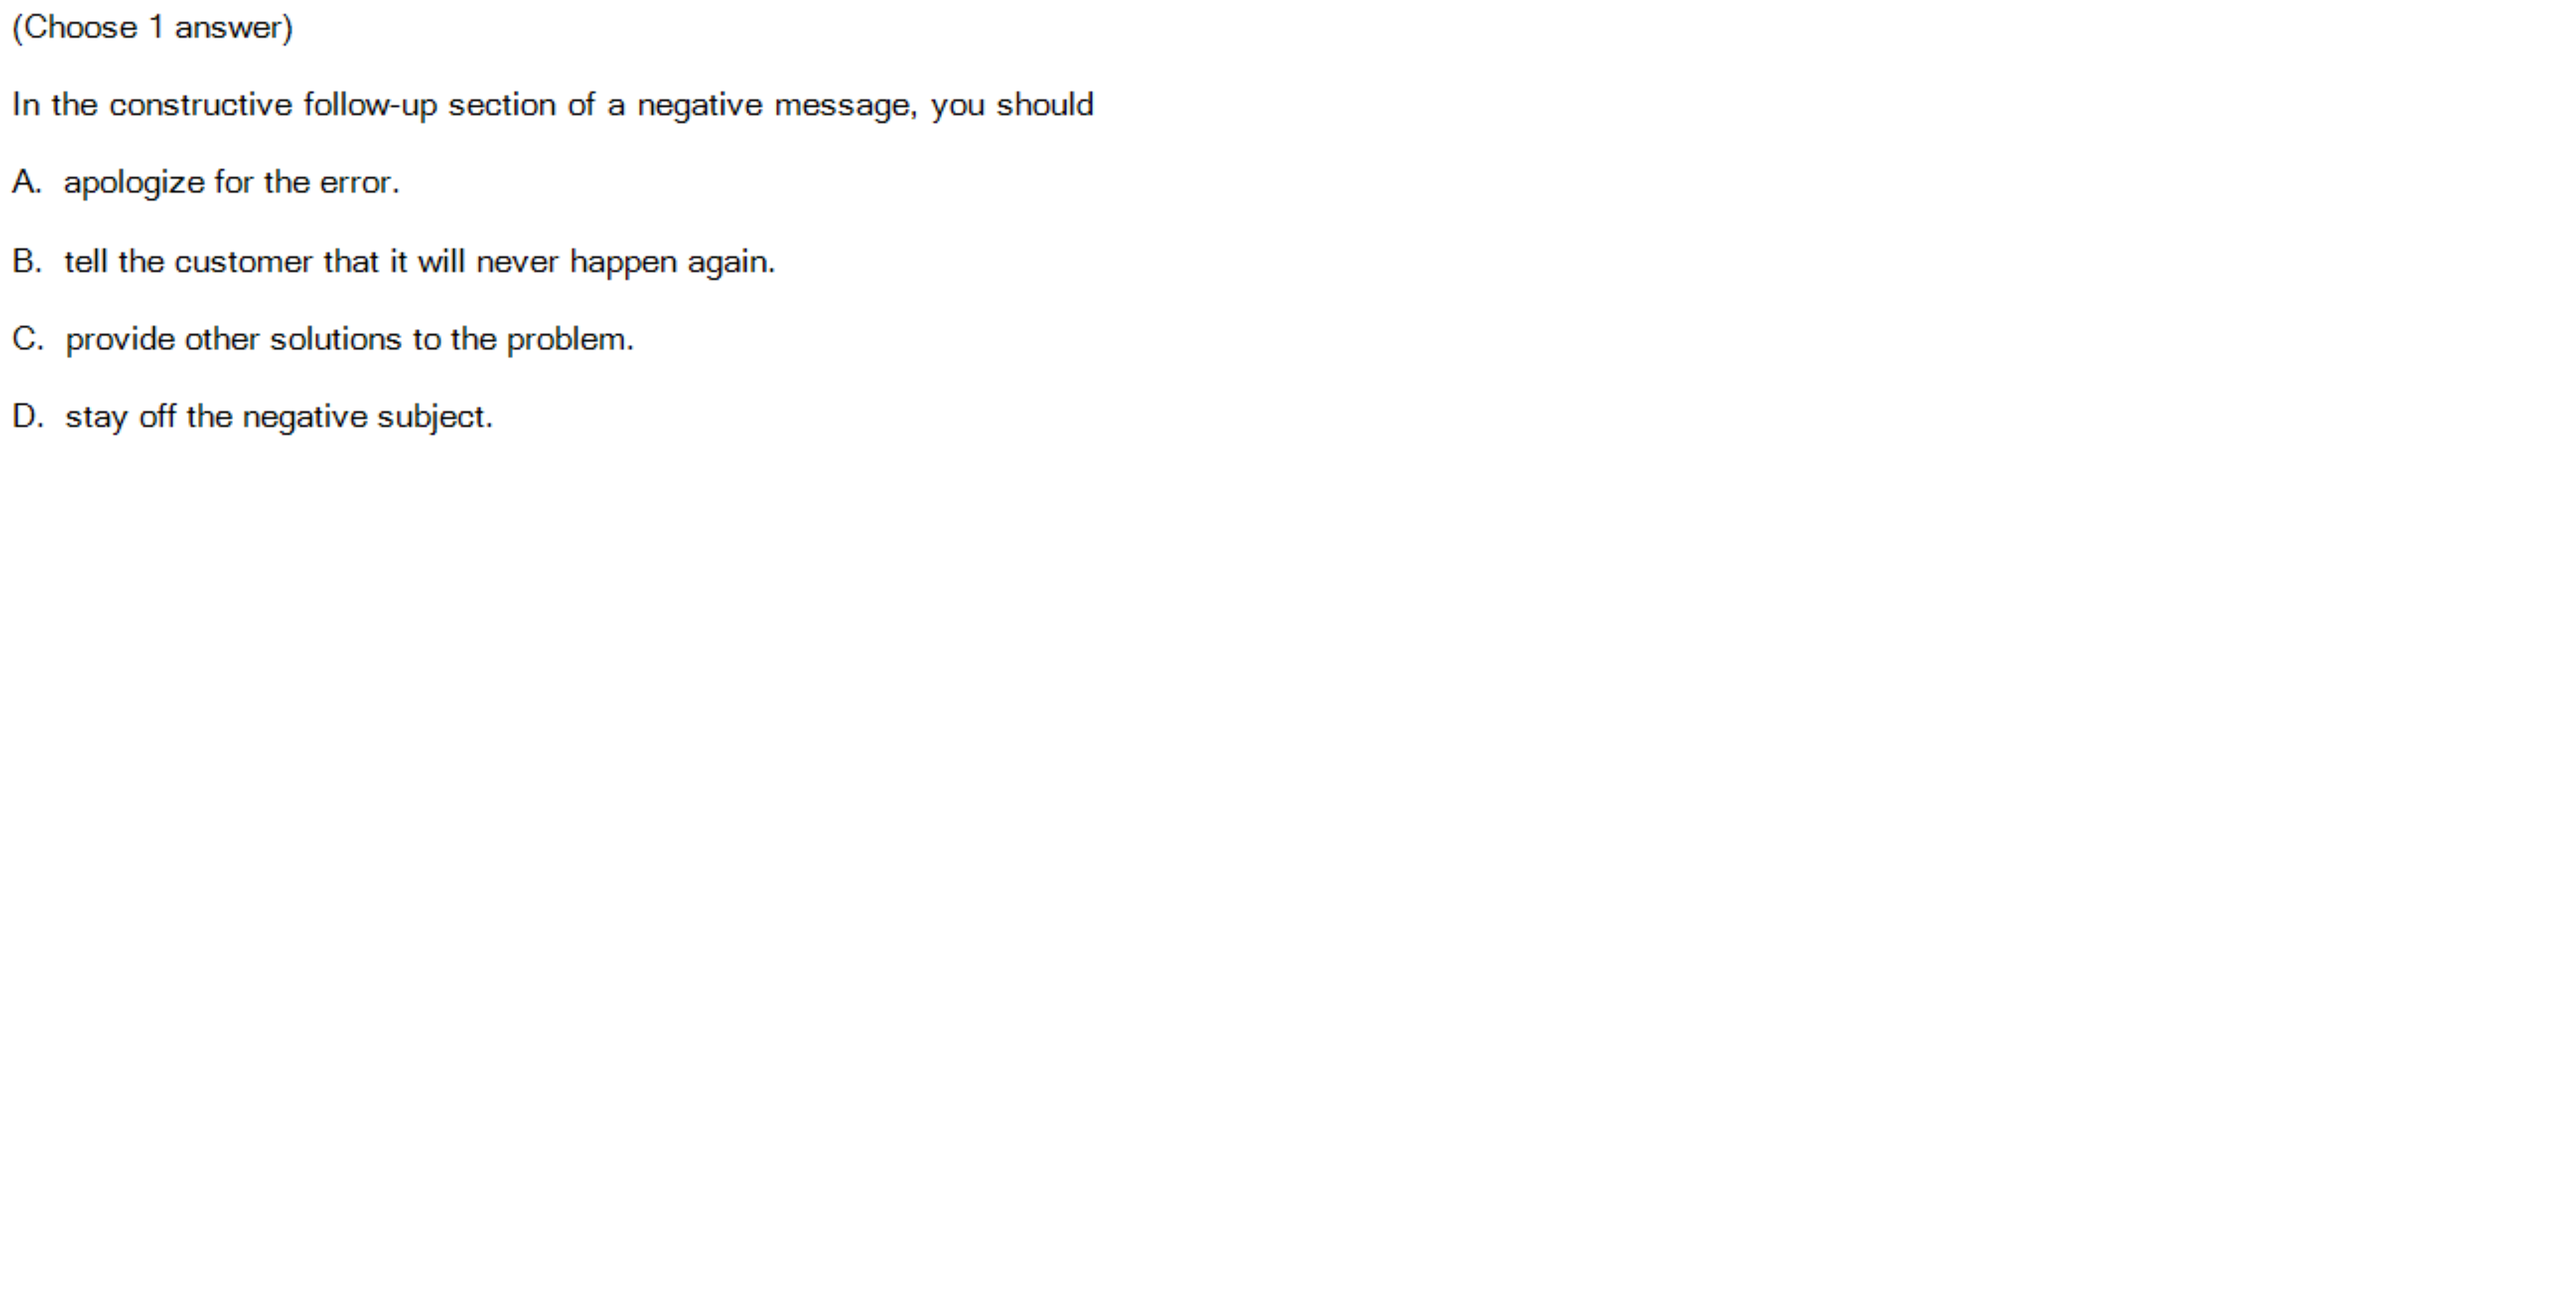 (Choose 1 answer)
In the constructive follow-up section of a negative message, you should
A. apologize for the error.
B. tell the customer that it will never happen again.
C. provide other solutions to the problem.
D. stay off the negative subject.